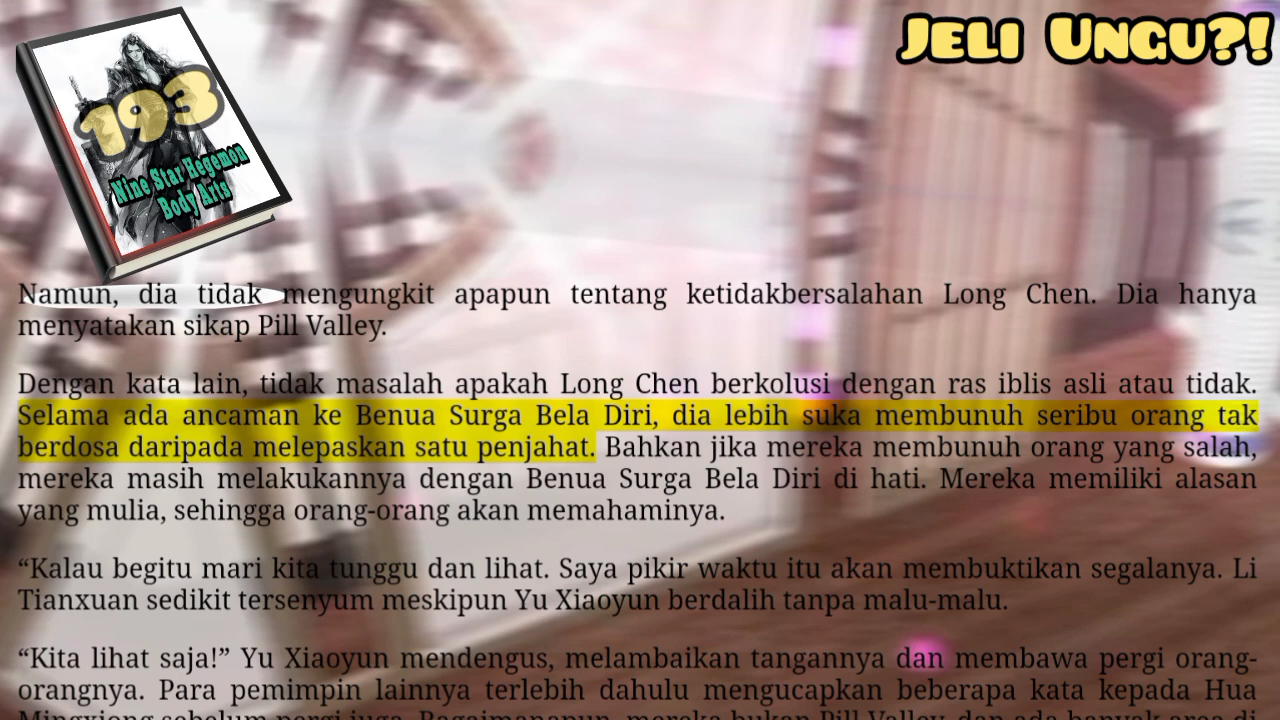 Jeli Ungu?!
193
Nine Star Hegemon
Body Arts
Namun, dia tidak mengungkit apapun tentang ketidakbersalahan Long Chen. Dia hanya
menyatakan sikap Pill Valley.
Dengan kata lain, tidak masalah apakah Long Chen berkolusi dengan ras iblis asli atau tidak.
Selama ada ancaman ke Benua Surga Bela Diri, dia lebih suka membunuh seribu orang tak
berdosa daripada melepaskan satu penjahat. Bahkan jika mereka membunuh orang yang salah,
mereka masih melakukannya dengan Benua Surga Bela Diri di hati. Mereka memiliki alasan
yang mulia, sehingga orang-orang akan memahaminya.
“Kalau begitu mari kita tunggu dan lihat. Saya pikir waktu itu akan membuktikan segalanya. Li
Tianxuan sedikit tersenyum meskipun Yu Xiaoyun berdalih tanpa malu-malu.
“Kita lihat saja!” Yu Xiaoyun mendengus, melambaikan tangannya dan membawa pergi orang-
orangnya. Para pemimpin lainnya terlebih dahulu mengucapkan beberapa kata kepada Hua